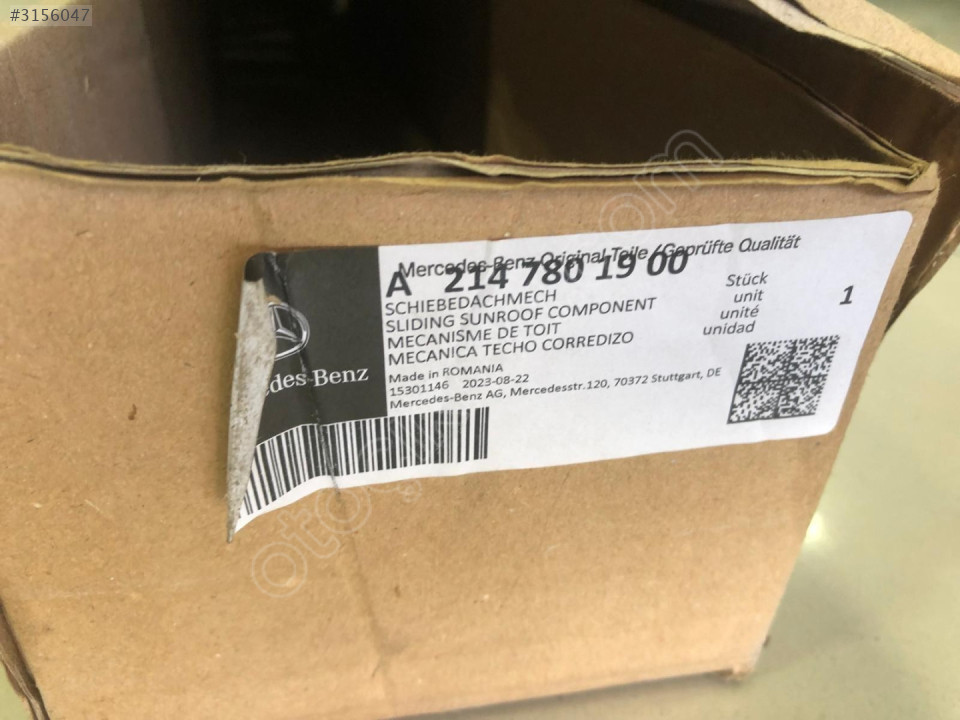 #3156047
Mercedes-Benz Original-Teile / Geprüfte Qualität
A 214 780 19 00
SCHIEBEDACHMECH
SLIDING SUNROOF COMPONENT
MECANISME DE TOIT
MECANICA TECHO CORREDIZO
Stück
unit
unité
unidad
1
Made in ROMANIA
15301146 2023-08-22
Mercedes-Benz AG, Mercedesstr.120, 70372 Stuttgart, DE
des-Benz